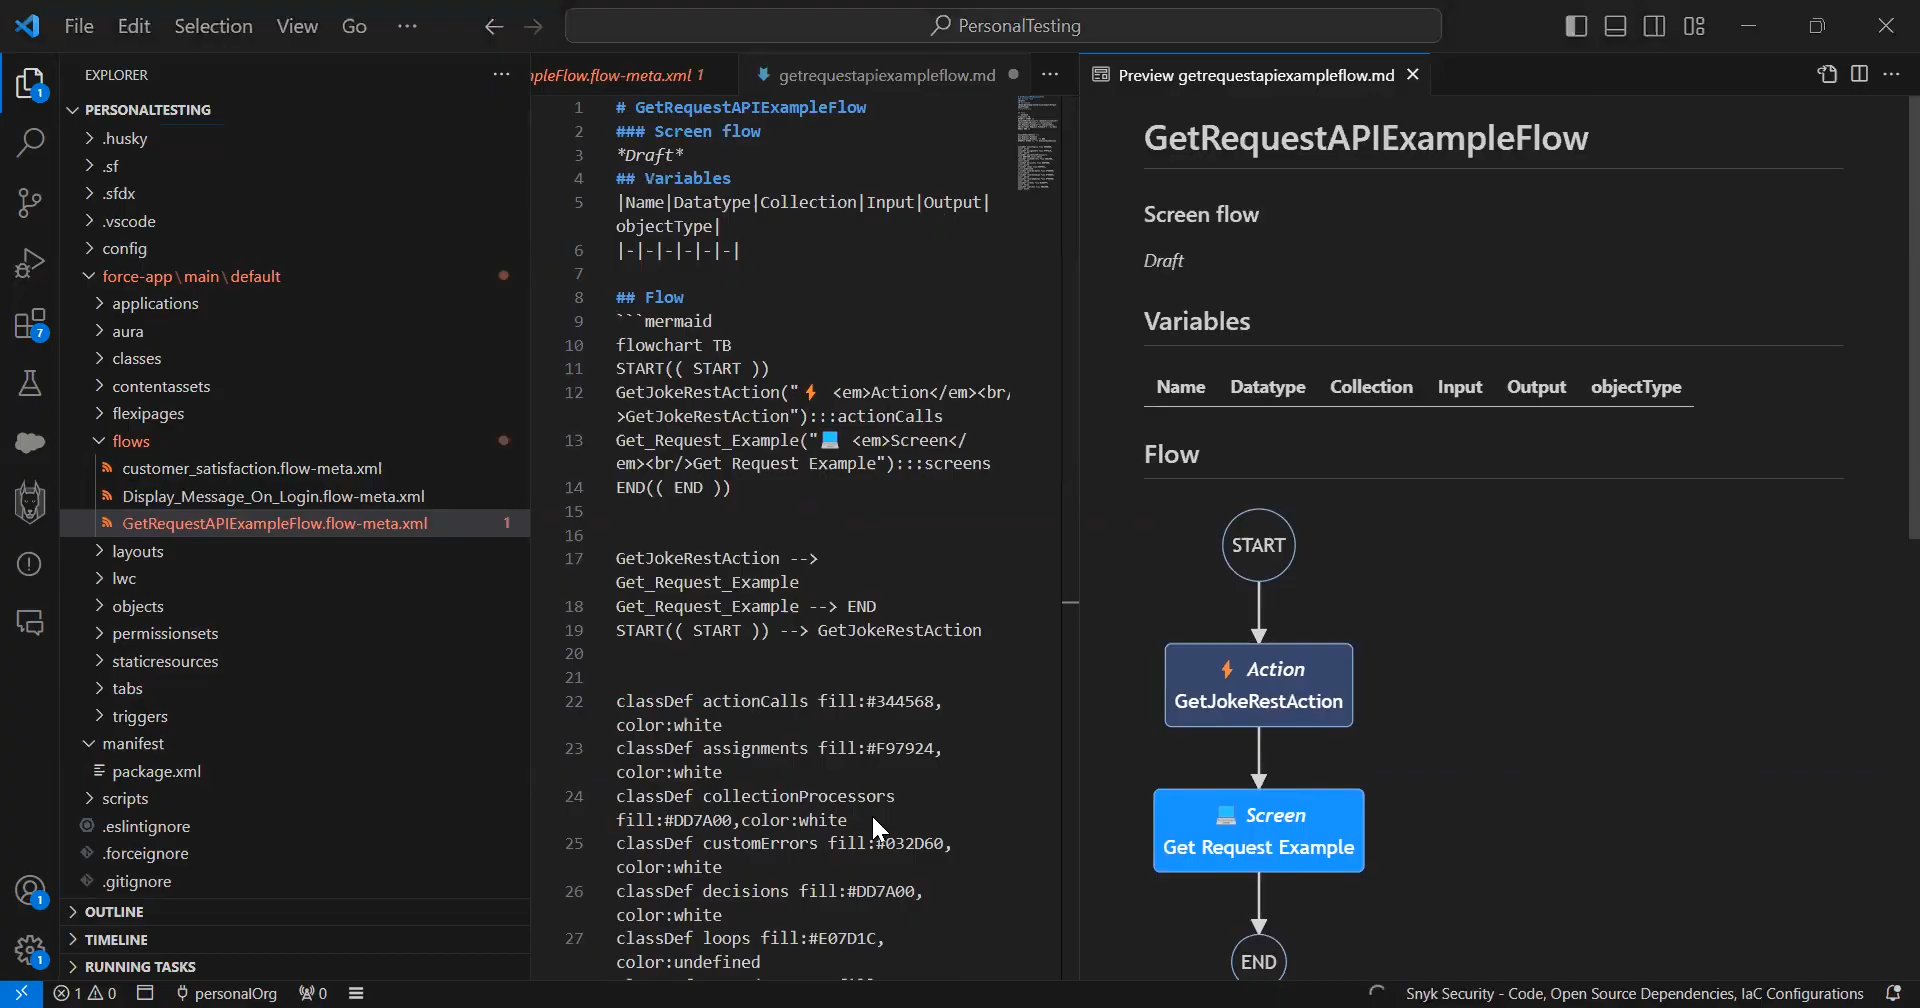 File Edit Selection View Go ···
PersonalTesting
EXPLORER
PERSONALTESTING
.husky
.sf
.sfdx
.vscode
config
force-app\main\default
applications
aura
classes
contentassets
flexipages
flows
customer_satisfaction.flow-meta.xml
Display_Message_On_Login.flow-meta.xml
GetRequestAPIExampleFlow.flow-meta.xml 1
layouts
lwc
objects
permissionsets
staticresources
tabs
triggers
manifest
package.xml
scripts
.eslintignore
.forceignore
.gitignore
OUTLINE
TIMELINE
RUNNING TASKS
1
7
1
1
pleFlow.flow-meta.xml 1
getrequestapiexampleflow.md
1 # GetRequestAPIExampleFlow
2 ### Screen flow
3 *Draft*
4 ## Variables
5 |Name|Datatype|Collection|Input|Output|
objectType|
6 |-|-|-|-|-|-|
7
8 ## Flow
9 ```mermaid
10 flowchart TB
11 START(( START ))
12 GetJokeRestAction("⚡ <em>Action</em><br/
>GetJokeRestAction"):::actionCalls
13 Get_Request_Example("💻 <em>Screen</
em><br/>Get Request Example"):::screens
14 END(( END ))
15
16
17 GetJokeRestAction -->
Get_Request_Example
18 Get_Request_Example --> END
19 START(( START )) --> GetJokeRestAction
20
21
22 classDef actionCalls fill:#344568,
color:white
23 classDef assignments fill:#F97924,
color:white
24 classDef collectionProcessors
fill:#DD7A00,color:white
25 classDef customErrors fill:#032D60,
color:white
26 classDef decisions fill:#DD7A00,
color:white
27 classDef loops fill:#E07D1C,
color:undefined
Preview getrequestapiexampleflow.md
GetRequestAPIExampleFlow
Screen flow
Draft
Variables
Name Datatype Collection Input Output objectType
Flow
START
⚡ Action
GetJokeRestAction
💻 Screen
Get Request Example
END
1 0 personalOrg 0
Snyk Security - Code, Open Source Dependencies, IaC Configurations